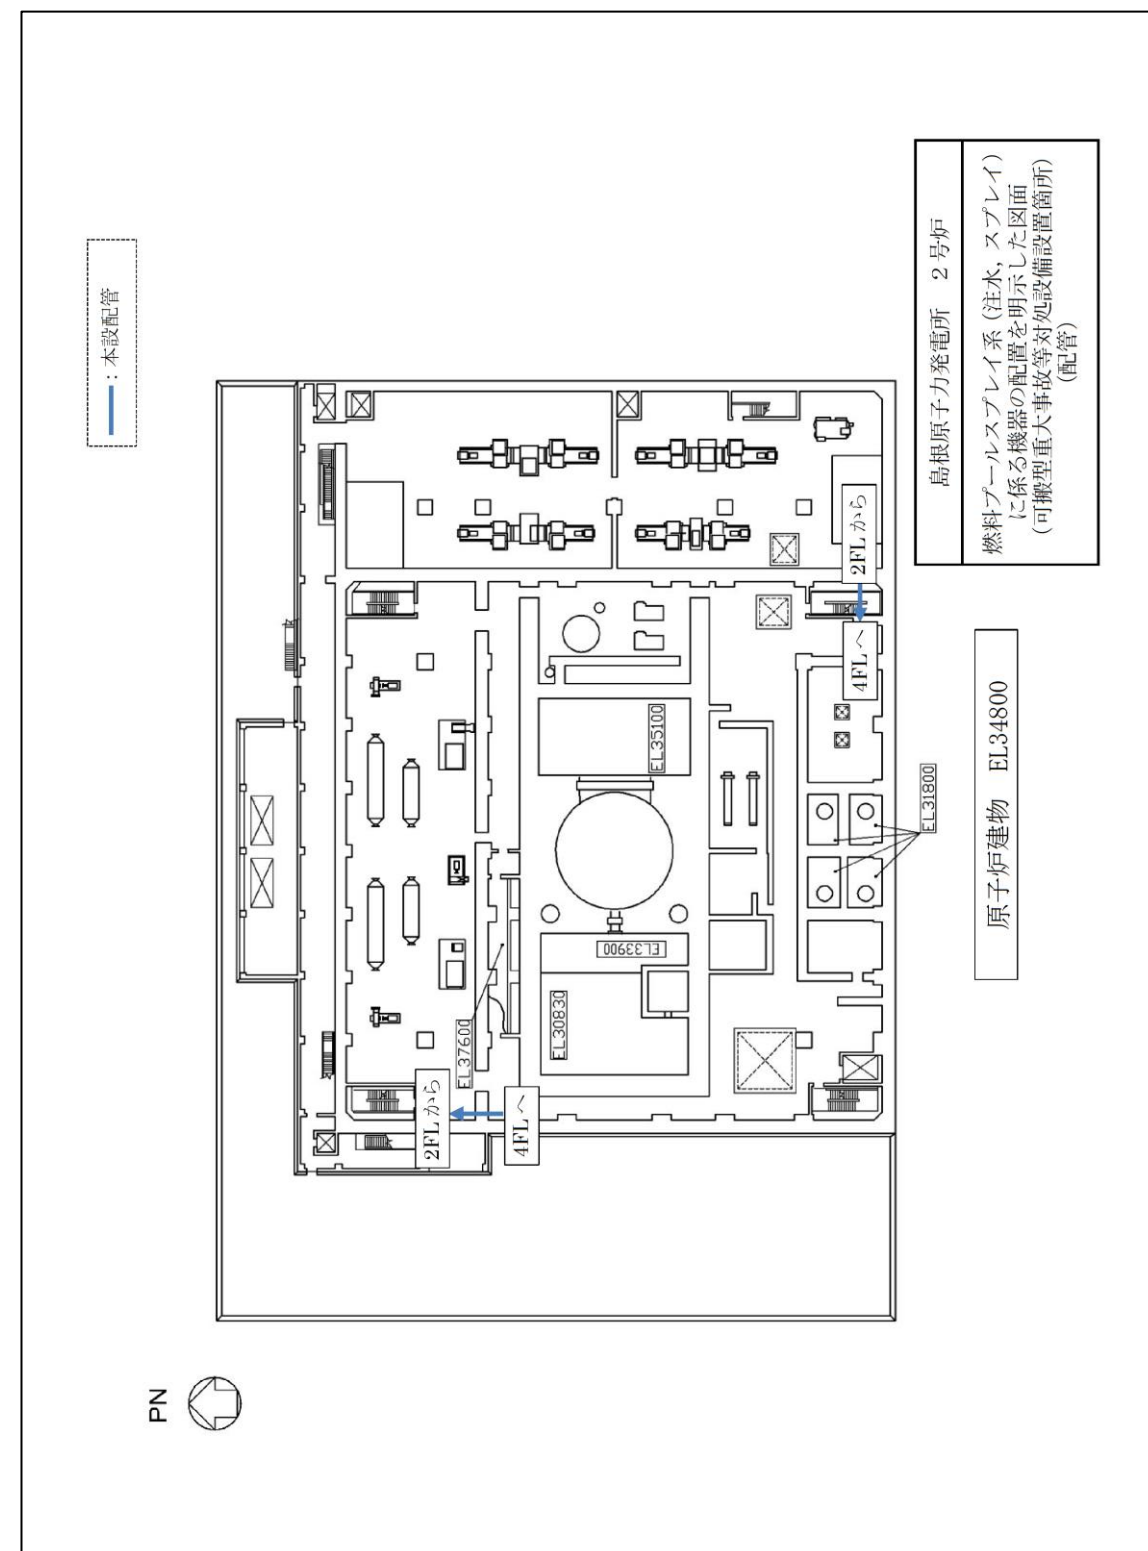 PN
：本設配管
EL37600
EL30830
EL33900
EL35100
2FLから
4FLへ
2FLから
4FLへ
EL31800
原子炉建物　EL34800
島根原子力発電所　２号炉
燃料プールスプレイ系（注水，スプレイ）
に係る機器の配置を明示した図面
（可搬型重大事故等対処設備設置箇所）
（配管）